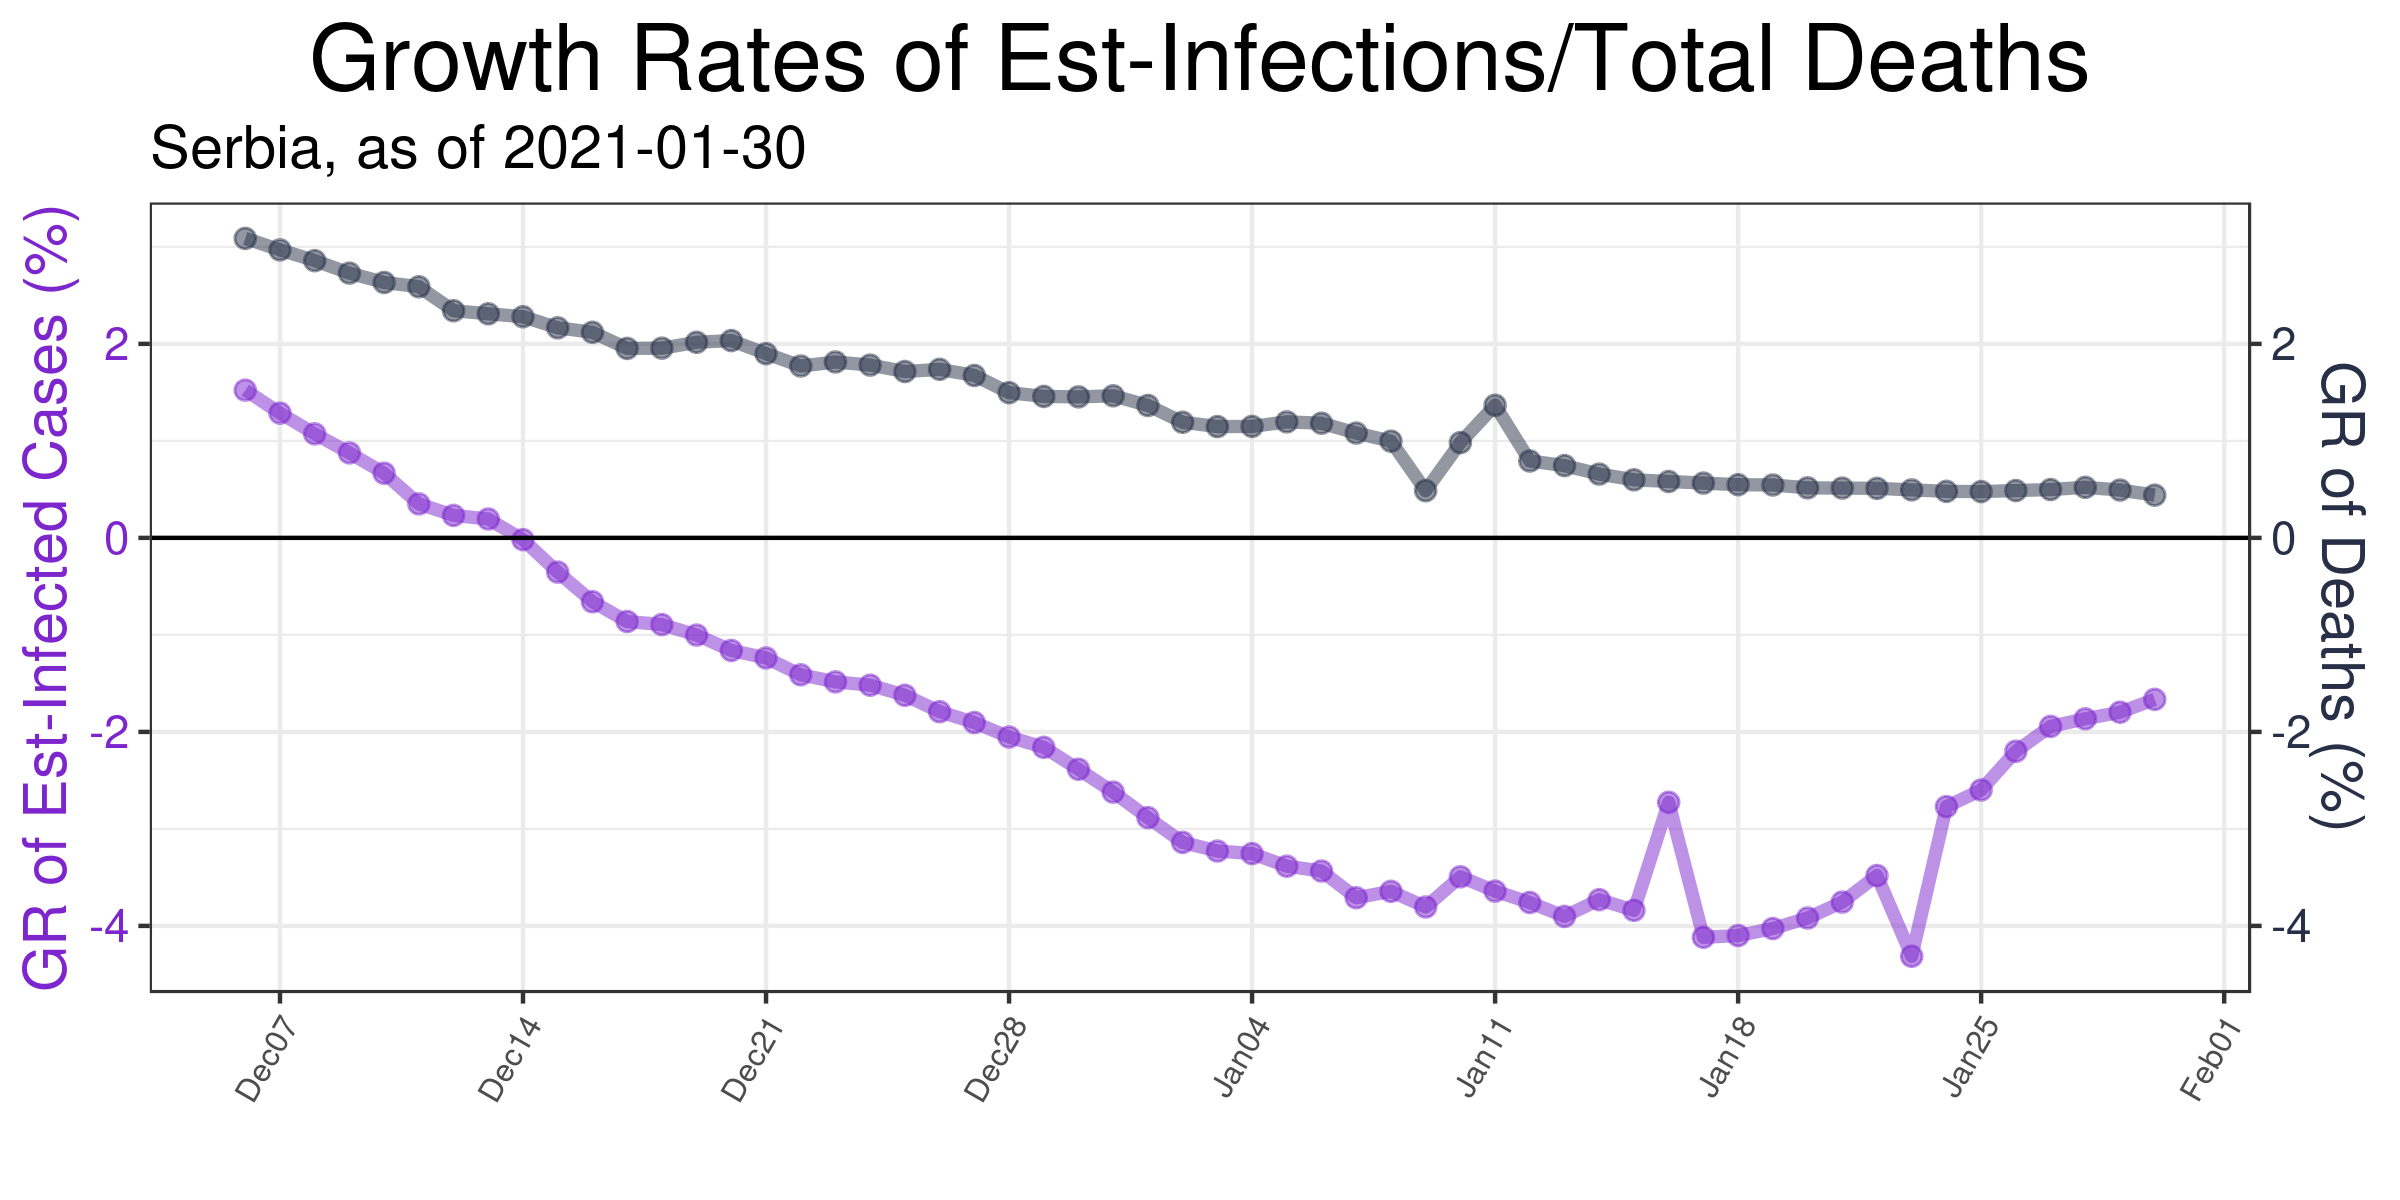 Growth Rates of Est-Infections/Total Deaths
Serbia, as of 2021-01-30
GR of Est-Infected Cases (%)
2
0
-2
-4
2
0
-2
-4
GR of Deaths (%)
Dec07
Dec14
Dec21
Dec28
Jan04
Jan11
Jan18
Jan25
Feb01